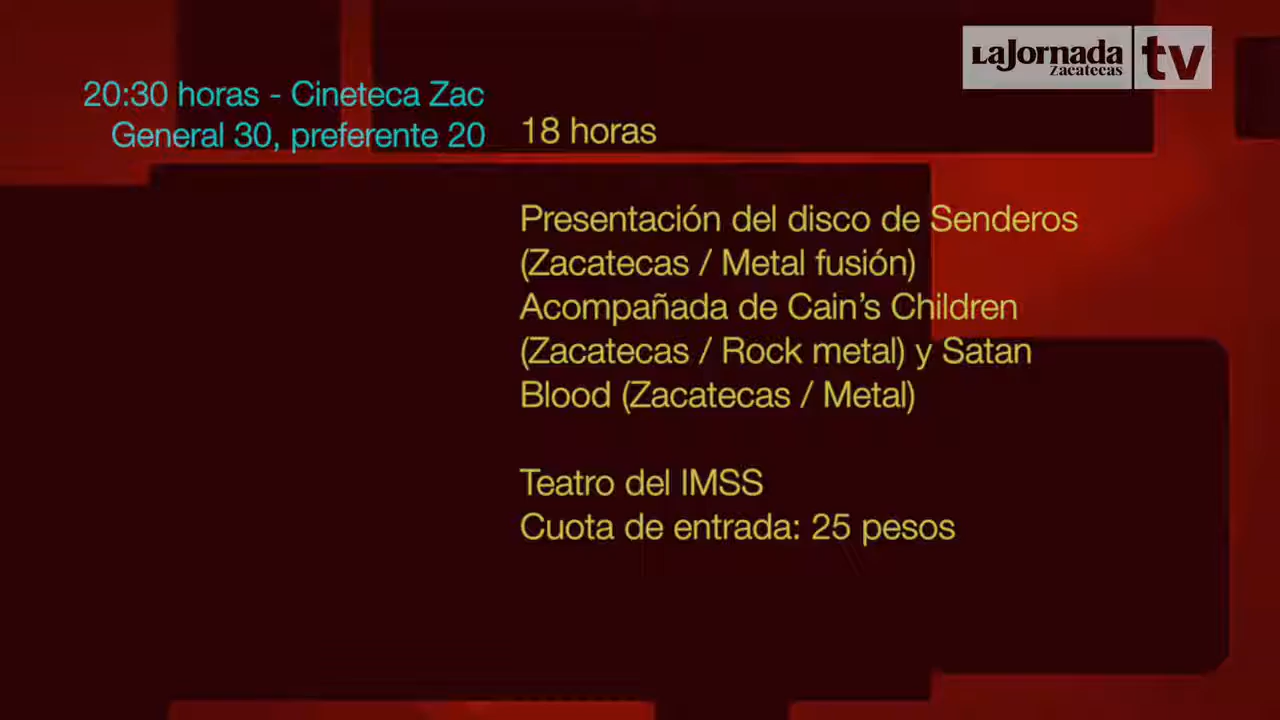 LaJornada
Zacatecas
tv
20:30 horas - Cineteca Zac
General 30, preferente 20
18 horas
Presentación del disco de Senderos
(Zacatecas / Metal fusión)
Acompañada de Cain’s Children
(Zacatecas / Rock metal) y Satan
Blood (Zacatecas / Metal)
Teatro del IMSS
Cuota de entrada: 25 pesos